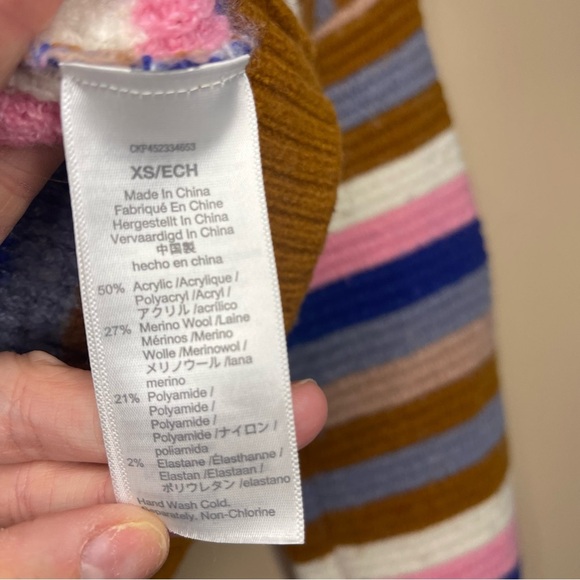 CKP452334653
XS/ECH
Made In China
Fabriqué En Chine
Hergestellt In China
Vervaardigd In China
中国製
hecho en china
50% Acrylic /Acrylique /
Polyacryl /Acryl /
アクリル /acrílico
27% Merino Wool /Laine
Mérinos /Merino
Wolle /Merinowol /
メリノウール /lana
merino
21% Polyamide /
Polyamide /
Polyamide /
Polyamide /ナイロン /
poliamida
2% Elastane /Élasthanne /
Elastan /Elastaan /
ポリウレタン /elastano
Hand Wash Cold,
Separately. Non-Chlorine